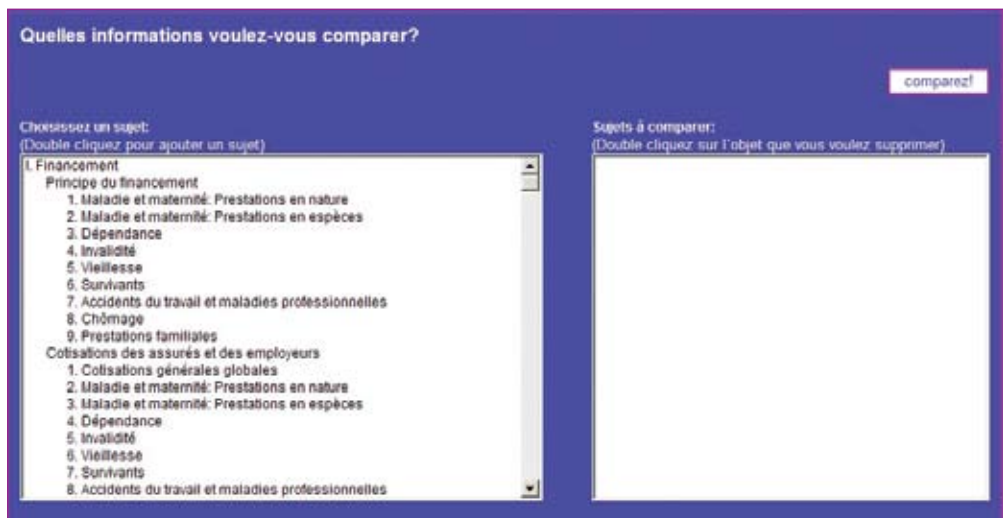 Quelles informations voulez-vous comparer?
comparez!
Choisissez un sujet:
(Double cliquez pour ajouter un sujet)
I. Financement
Principe du financement
1. Maladie et maternité: Prestations en nature
2. Maladie et maternité: Prestations en espèces
3. Dépendance
4. Invalidité
5. Vieillesse
6. Survivants
7. Accidents du travail et maladies professionnelles
8. Chômage
9. Prestations familiales
Cotisations des assurés et des employeurs
1. Cotisations générales globales
2. Maladie et maternité: Prestations en nature
3. Maladie et maternité: Prestations en espèces
4. Dépendance
5. Invalidité
6. Vieillesse
7. Survivants
8. Accidents du travail et maladies professionnelles
Sujets à comparer:
(Double cliquez sur l'objet que vous voulez supprimer)